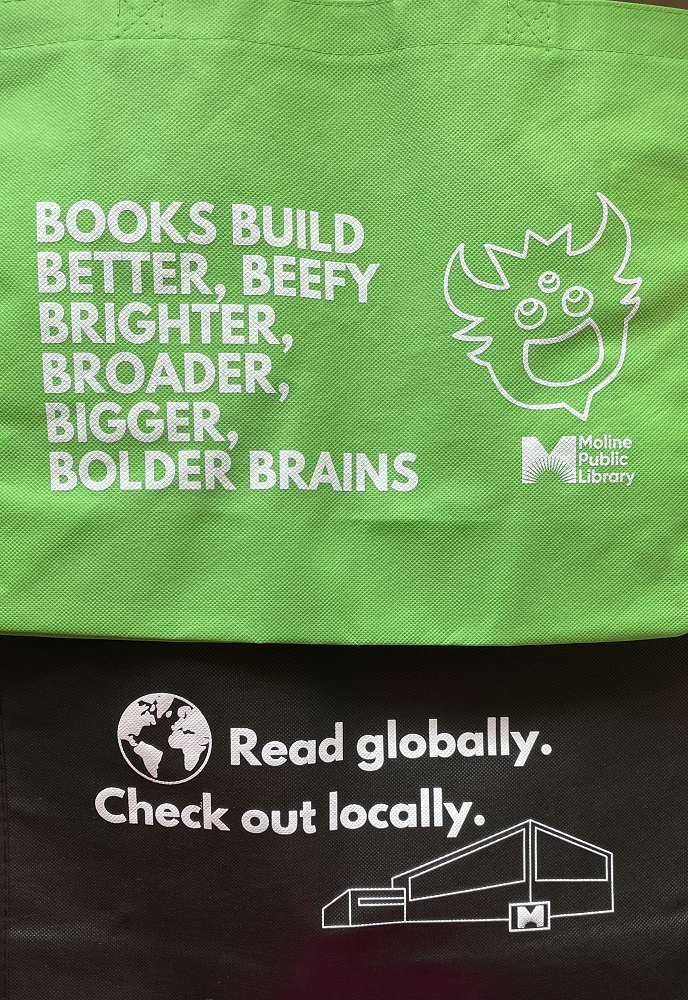 BOOKS BUILD
BETTER, BEEFY
BRIGHTER,
BROADER,
BIGGER,
BOLDER BRAINS
M Moline
Public
Library
Read globally.
Check out locally.
M